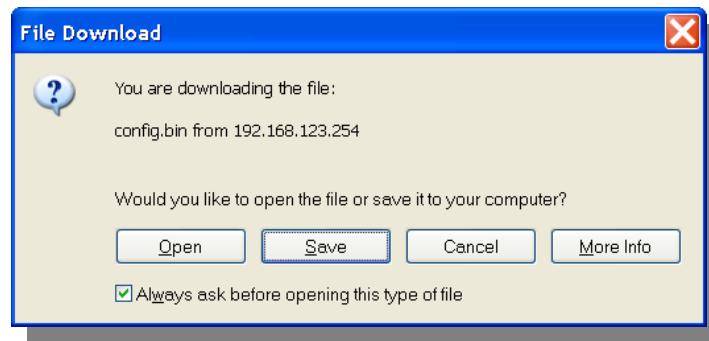 File Download
You are downloading the file:
config.bin from 192.168.123.254
Would you like to open the file or save it to your computer?
Open Save Cancel More Info
Always ask before opening this type of file